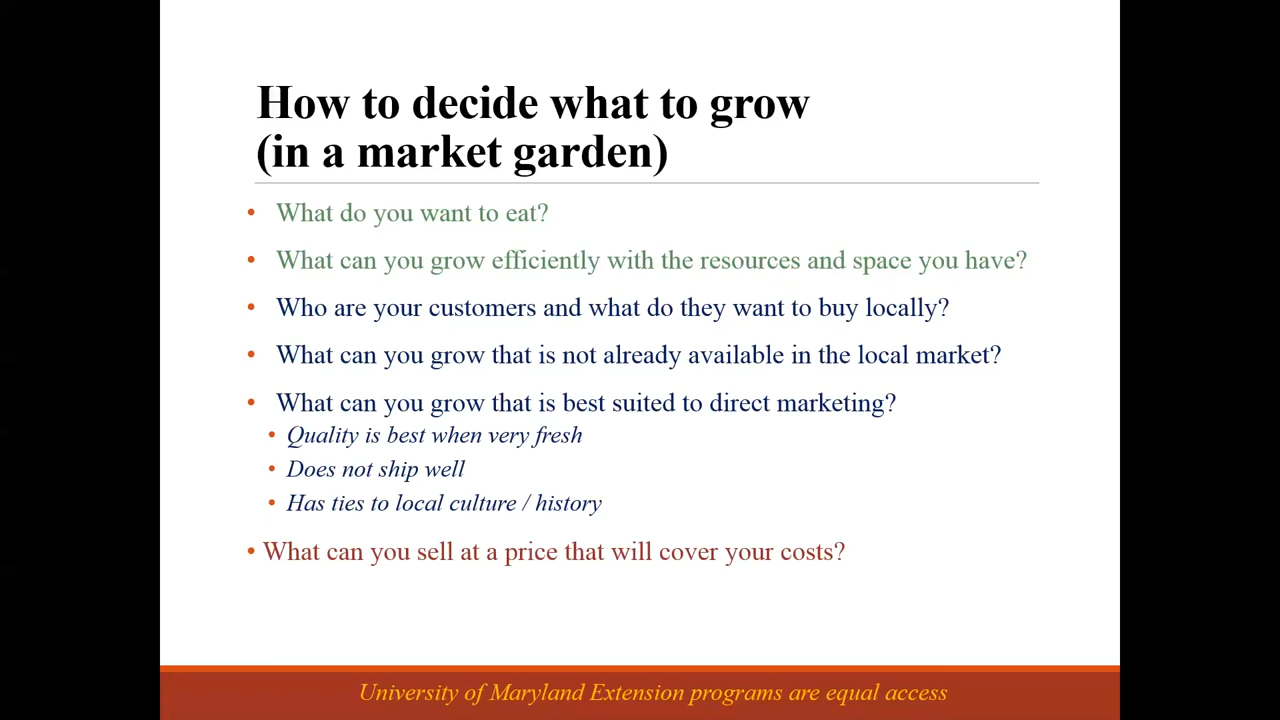 How to decide what to grow
(in a market garden)
• What do you want to eat?
• What can you grow efficiently with the resources and space you have?
• Who are your customers and what do they want to buy locally?
• What can you grow that is not already available in the local market?
• What can you grow that is best suited to direct marketing?
• Quality is best when very fresh
• Does not ship well
• Has ties to local culture / history
• What can you sell at a price that will cover your costs?
University of Maryland Extension programs are equal access